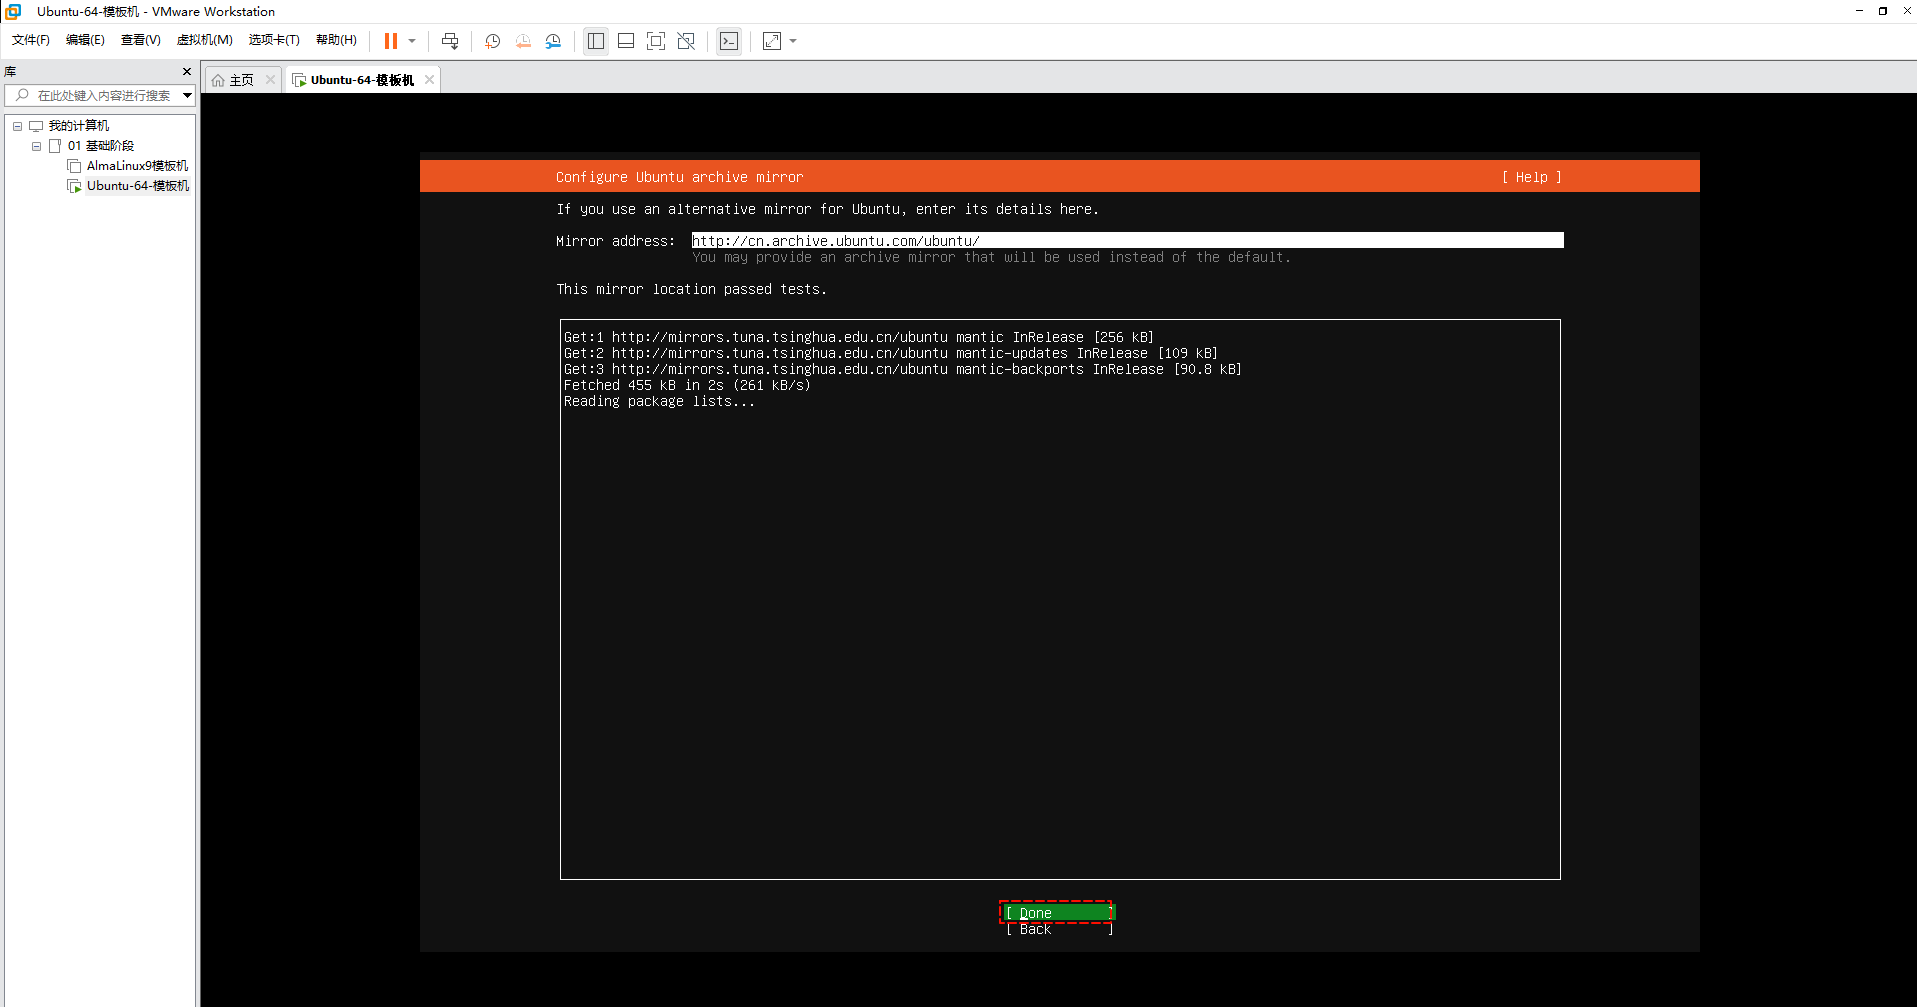 Ubuntu-64-模板机 - VMware Workstation
文件(F) 编辑(E) 查看(V) 虚拟机(M) 选项卡(T) 帮助(H)
库
在此处键入内容进行搜索
我的计算机
01 基础阶段
AlmaLinux9模板机
Ubuntu-64-模板机
主页 Ubuntu-64-模板机
Configure Ubuntu archive mirror [ Help ]
If you use an alternative mirror for Ubuntu, enter its details here.
Mirror address: http://cn.archive.ubuntu.com/ubuntu/
You may provide an archive mirror that will be used instead of the default.
This mirror location passed tests.
Get:1 http://mirrors.tuna.tsinghua.edu.cn/ubuntu mantic InRelease [256 kB]
Get:2 http://mirrors.tuna.tsinghua.edu.cn/ubuntu mantic-updates InRelease [109 kB]
Get:3 http://mirrors.tuna.tsinghua.edu.cn/ubuntu mantic-backports InRelease [90.8 kB]
Fetched 455 kB in 2s (261 kB/s)
Reading package lists...
[ Done ]
[ Back ]